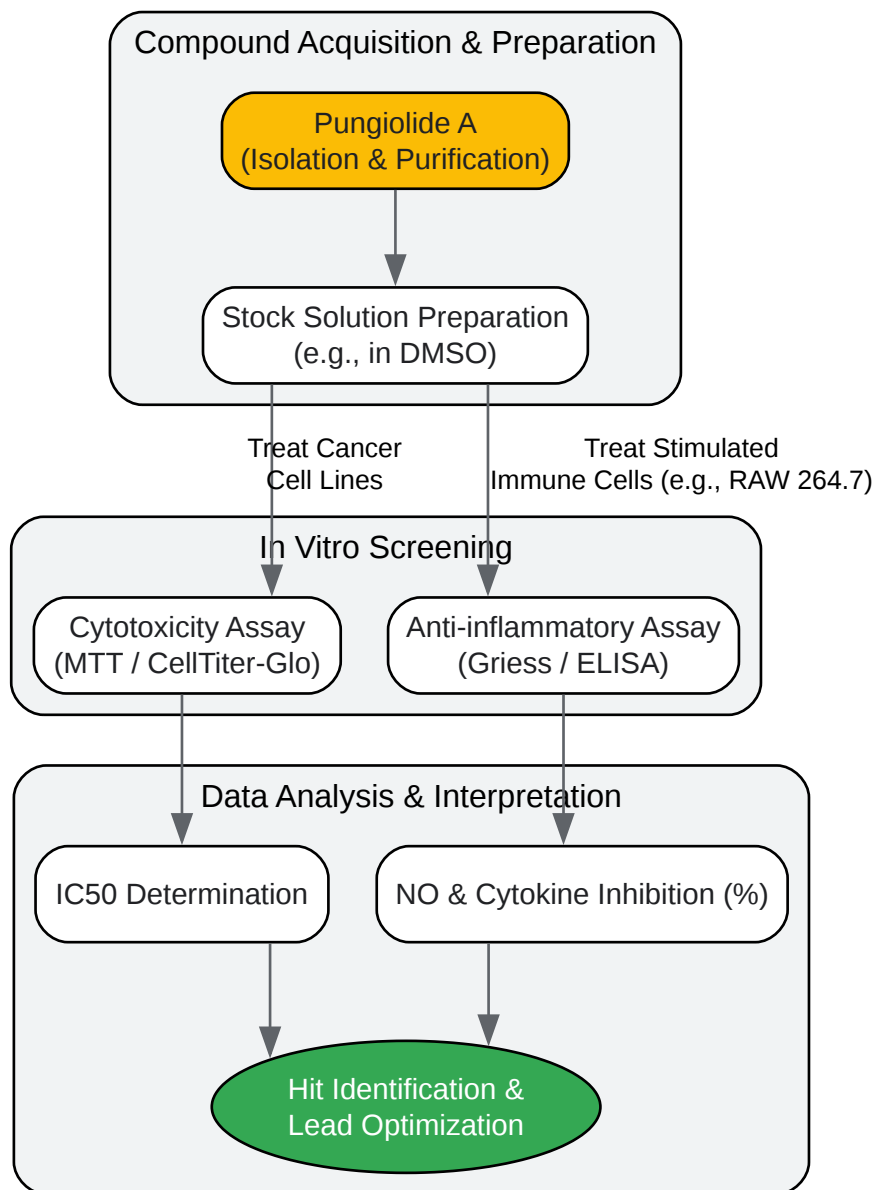 Compound Acquisition & Preparation
Pungiolide A
(Isolation & Purification)
Stock Solution Preparation
(e.g., in DMSO)
Treat Cancer
Cell Lines
Treat Stimulated
Immune Cells (e.g., RAW 264.7)
In Vitro Screening
Cytotoxicity Assay
(MTT / CellTiter-Glo)
Anti-inflammatory Assay
(Griess / ELISA)
Data Analysis & Interpretation
IC50 Determination
NO & Cytokine Inhibition (%)
Hit Identification &
Lead Optimization